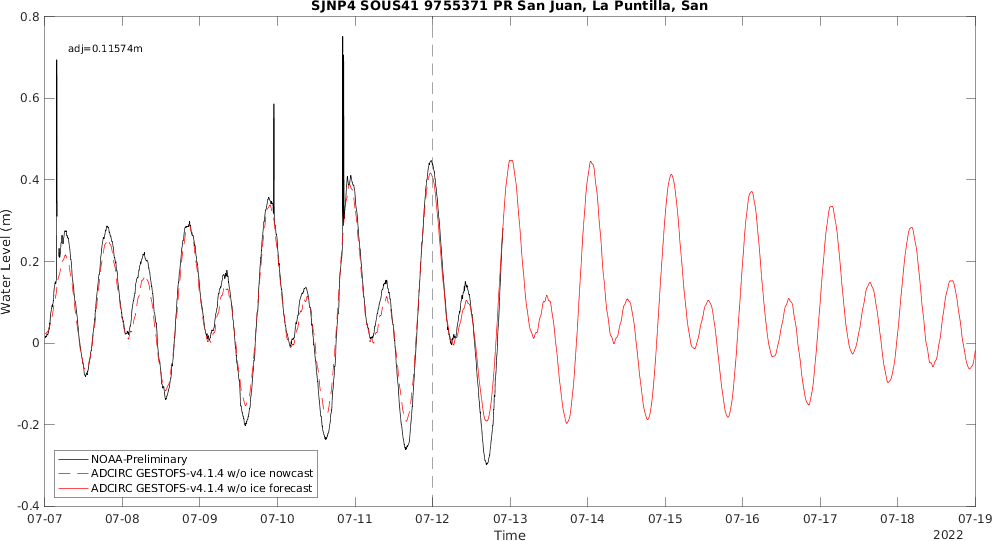 SJNP4 SOUS41 9755371 PR San Juan, La Puntilla, San
adj=0.11574m
0.8
0.6
0.4
0.2
0
-0.2
-0.4
Water Level (m)
NOAA-Preliminary
ADCIRC GESTOFS-v4.1.4 w/o ice nowcast
ADCIRC GESTOFS-v4.1.4 w/o ice forecast
07-07 07-08 07-09 07-10 07-11 07-12 07-13 07-14 07-15 07-16 07-17 07-18 07-19
Time
2022